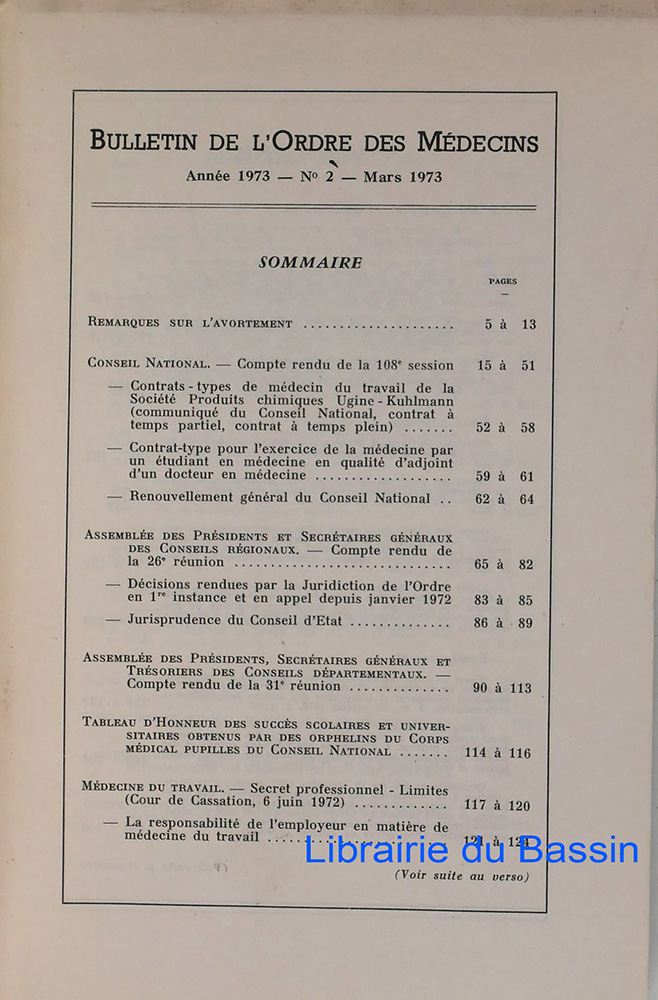 BULLETIN DE L'ORDRE DES MÉDECINS
Année 1973 — Nº 2 — Mars 1973
SOMMAIRE
PAGES
REMARQUES SUR L'AVORTEMENT ..................... 5 à 13
CONSEIL NATIONAL. — Compte rendu de la 108e session 15 à 51
— Contrats-types de médecin du travail de la
Société Produits chimiques Ugine-Kuhlmann
(communiqué du Conseil National, contrat à
temps partiel, contrat à temps plein) ....... 52 à 58
— Contrat-type pour l'exercice de la médecine par
un étudiant en médecine en qualité d'adjoint
d'un docteur en médecine ................... 59 à 61
— Renouvellement général du Conseil National .. 62 à 64
ASSEMBLÉE DES PRÉSIDENTS ET SECRÉTAIRES GÉNÉRAUX
DES CONSEILS RÉGIONAUX. — Compte rendu de
la 26e réunion .............................. 65 à 82
— Décisions rendues par la Juridiction de l'Ordre
en 1re instance et en appel depuis janvier 1972 83 à 85
— Jurisprudence du Conseil d'Etat .............. 86 à 89
ASSEMBLÉE DES PRÉSIDENTS, SECRÉTAIRES GÉNÉRAUX ET
TRÉSORIERS DES CONSEILS DÉPARTEMENTAUX. —
Compte rendu de la 31e réunion .............. 90 à 113
TABLEAU D'HONNEUR DES SUCCÈS SCOLAIRES ET UNIVER-
SITAIRES OBTENUS PAR DES ORPHELINS DU CORPS
MÉDICAL PUPILLES DU CONSEIL NATIONAL ....... 114 à 116
MÉDECINE DU TRAVAIL. — Secret professionnel - Limites
(Cour de Cassation, 6 juin 1972) ............. 117 à 120
— La responsabilité de l'employeur en matière de
médecine du travail ........................ 121 à 124
Librairie du Bassin
(Voir suite au verso)